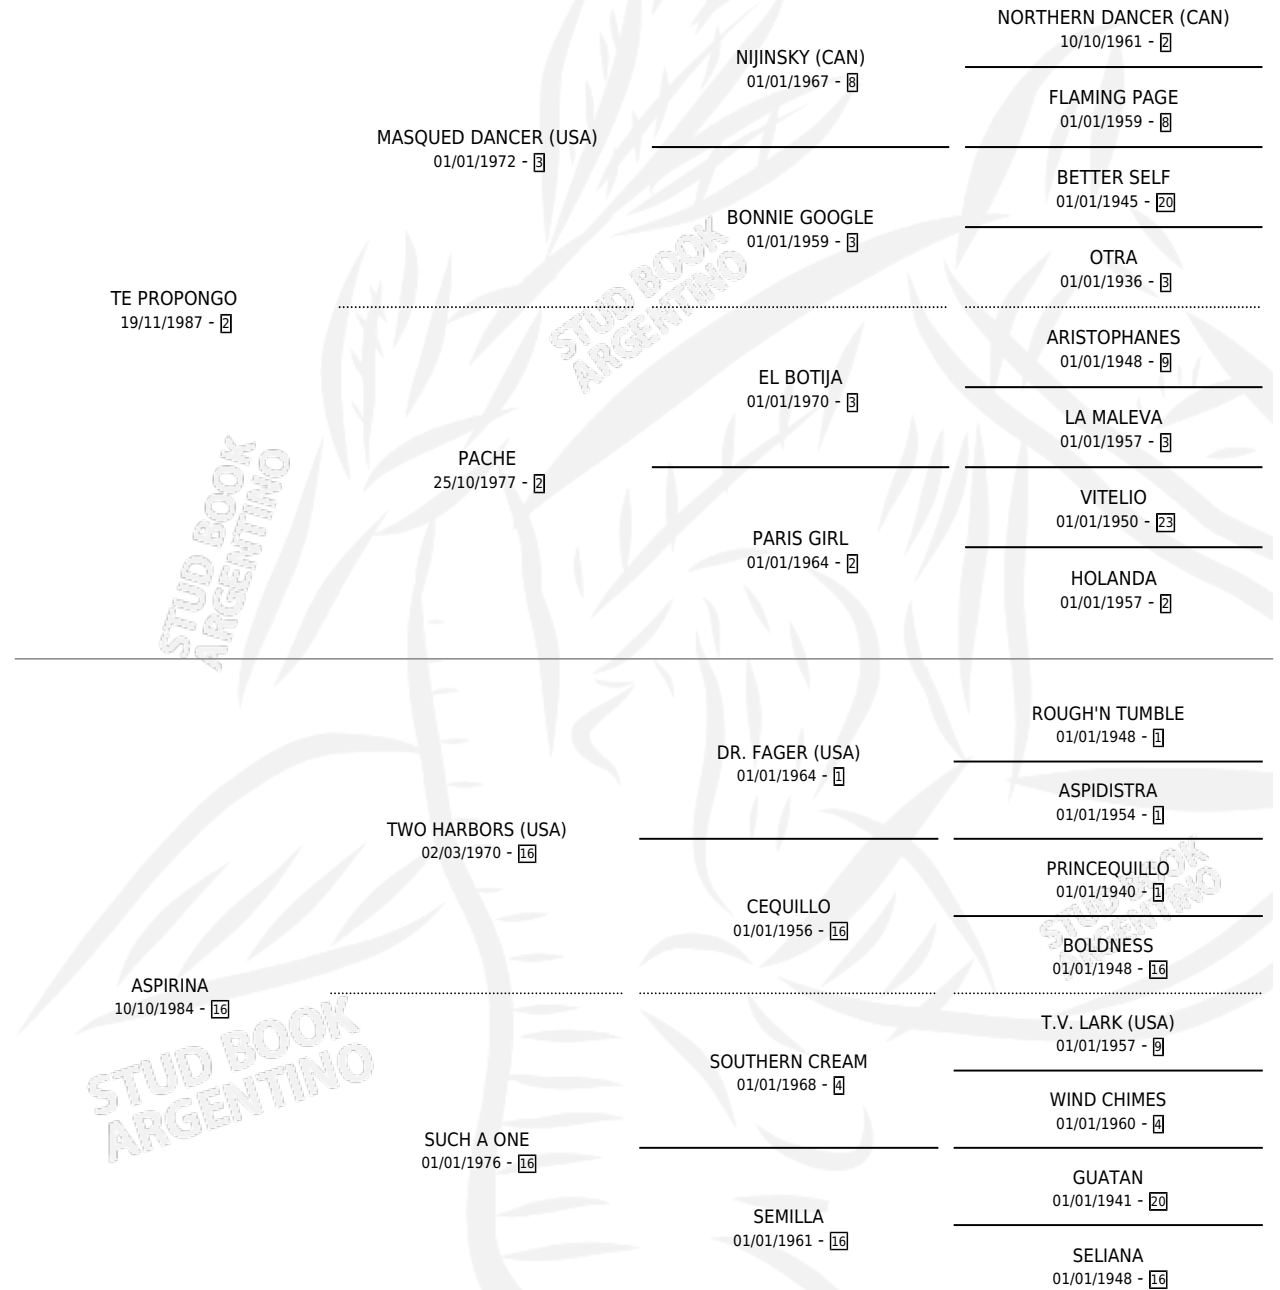 NORTHERN DANCER (CAN)
10/10/1961 - 2
NIJINSKY (CAN)
01/01/1967 - 8
FLAMING PAGE
01/01/1959 - 8
MASQUED DANCER (USA)
01/01/1972 - 3
BETTER SELF
01/01/1945 - 20
BONNIE GOOGLE
01/01/1959 - 3
OTRA
01/01/1936 - 3
TE PROPONGO
19/11/1987 - 2
ARISTOPHANES
01/01/1948 - 9
EL BOTIJA
01/01/1970 - 3
LA MALEVA
01/01/1957 - 3
PACHE
25/10/1977 - 2
VITELIO
01/01/1950 - 23
PARIS GIRL
01/01/1964 - 2
HOLANDA
01/01/1957 - 2
STUD BOOK
ARGENTINO
STUD BOOK
ARGENTINO
ROUGH'N TUMBLE
01/01/1948 - 1
DR. FAGER (USA)
01/01/1964 - 1
ASPIDISTRA
01/01/1954 - 1
TWO HARBORS (USA)
02/03/1970 - 16
PRINCEQUILLO
01/01/1940 - 1
CEQUILLO
01/01/1956 - 16
BOLDNESS
01/01/1948 - 16
ASPIRINA
10/10/1984 - 16
T.V. LARK (USA)
01/01/1957 - 9
SOUTHERN CREAM
01/01/1968 - 4
WIND CHIMES
01/01/1960 - 4
SUCH A ONE
01/01/1976 - 16
GUATAN
01/01/1941 - 20
SEMILLA
01/01/1961 - 16
SELIANA
01/01/1948 - 16
STUD BOOK
ARGENTINO
STUD BOOK
ARGENTINO